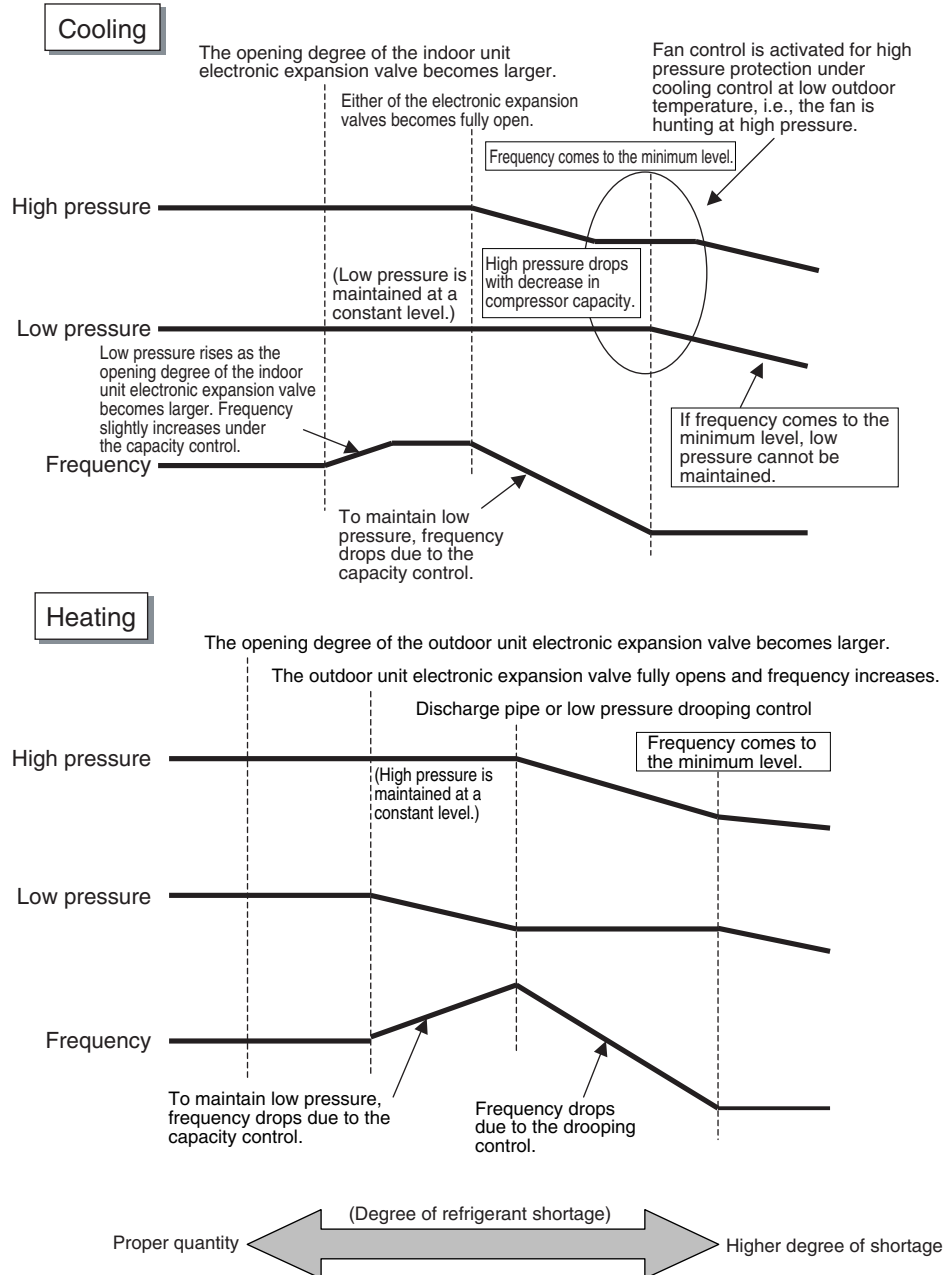 Cooling
The opening degree of the indoor unit
electronic expansion valve becomes larger.
Either of the electronic expansion
valves becomes fully open.
Fan control is activated for high
pressure protection under
cooling control at low outdoor
temperature, i.e., the fan is
hunting at high pressure.
Frequency comes to the minimum level.
High pressure
(Low pressure is
maintained at a
constant level.)
High pressure drops
with decrease in
compressor capacity.
Low pressure
Low pressure rises as the
opening degree of the indoor
unit electronic expansion valve
becomes larger. Frequency
slightly increases under
the capacity control.
If frequency comes to the
minimum level, low
pressure cannot be
maintained.
Frequency
To maintain low
pressure, frequency
drops due to the
capacity control.
Heating
The opening degree of the outdoor unit electronic expansion valve becomes larger.
The outdoor unit electronic expansion valve fully opens and frequency increases.
Discharge pipe or low pressure drooping control
Frequency comes to
the minimum level.
High pressure
(High pressure is
maintained at a
constant level.)
Low pressure
Frequency
To maintain low pressure,
frequency drops due to the
capacity control.
Frequency drops
due to the drooping
control.
(Degree of refrigerant shortage)
Proper quantity
Higher degree of shortage